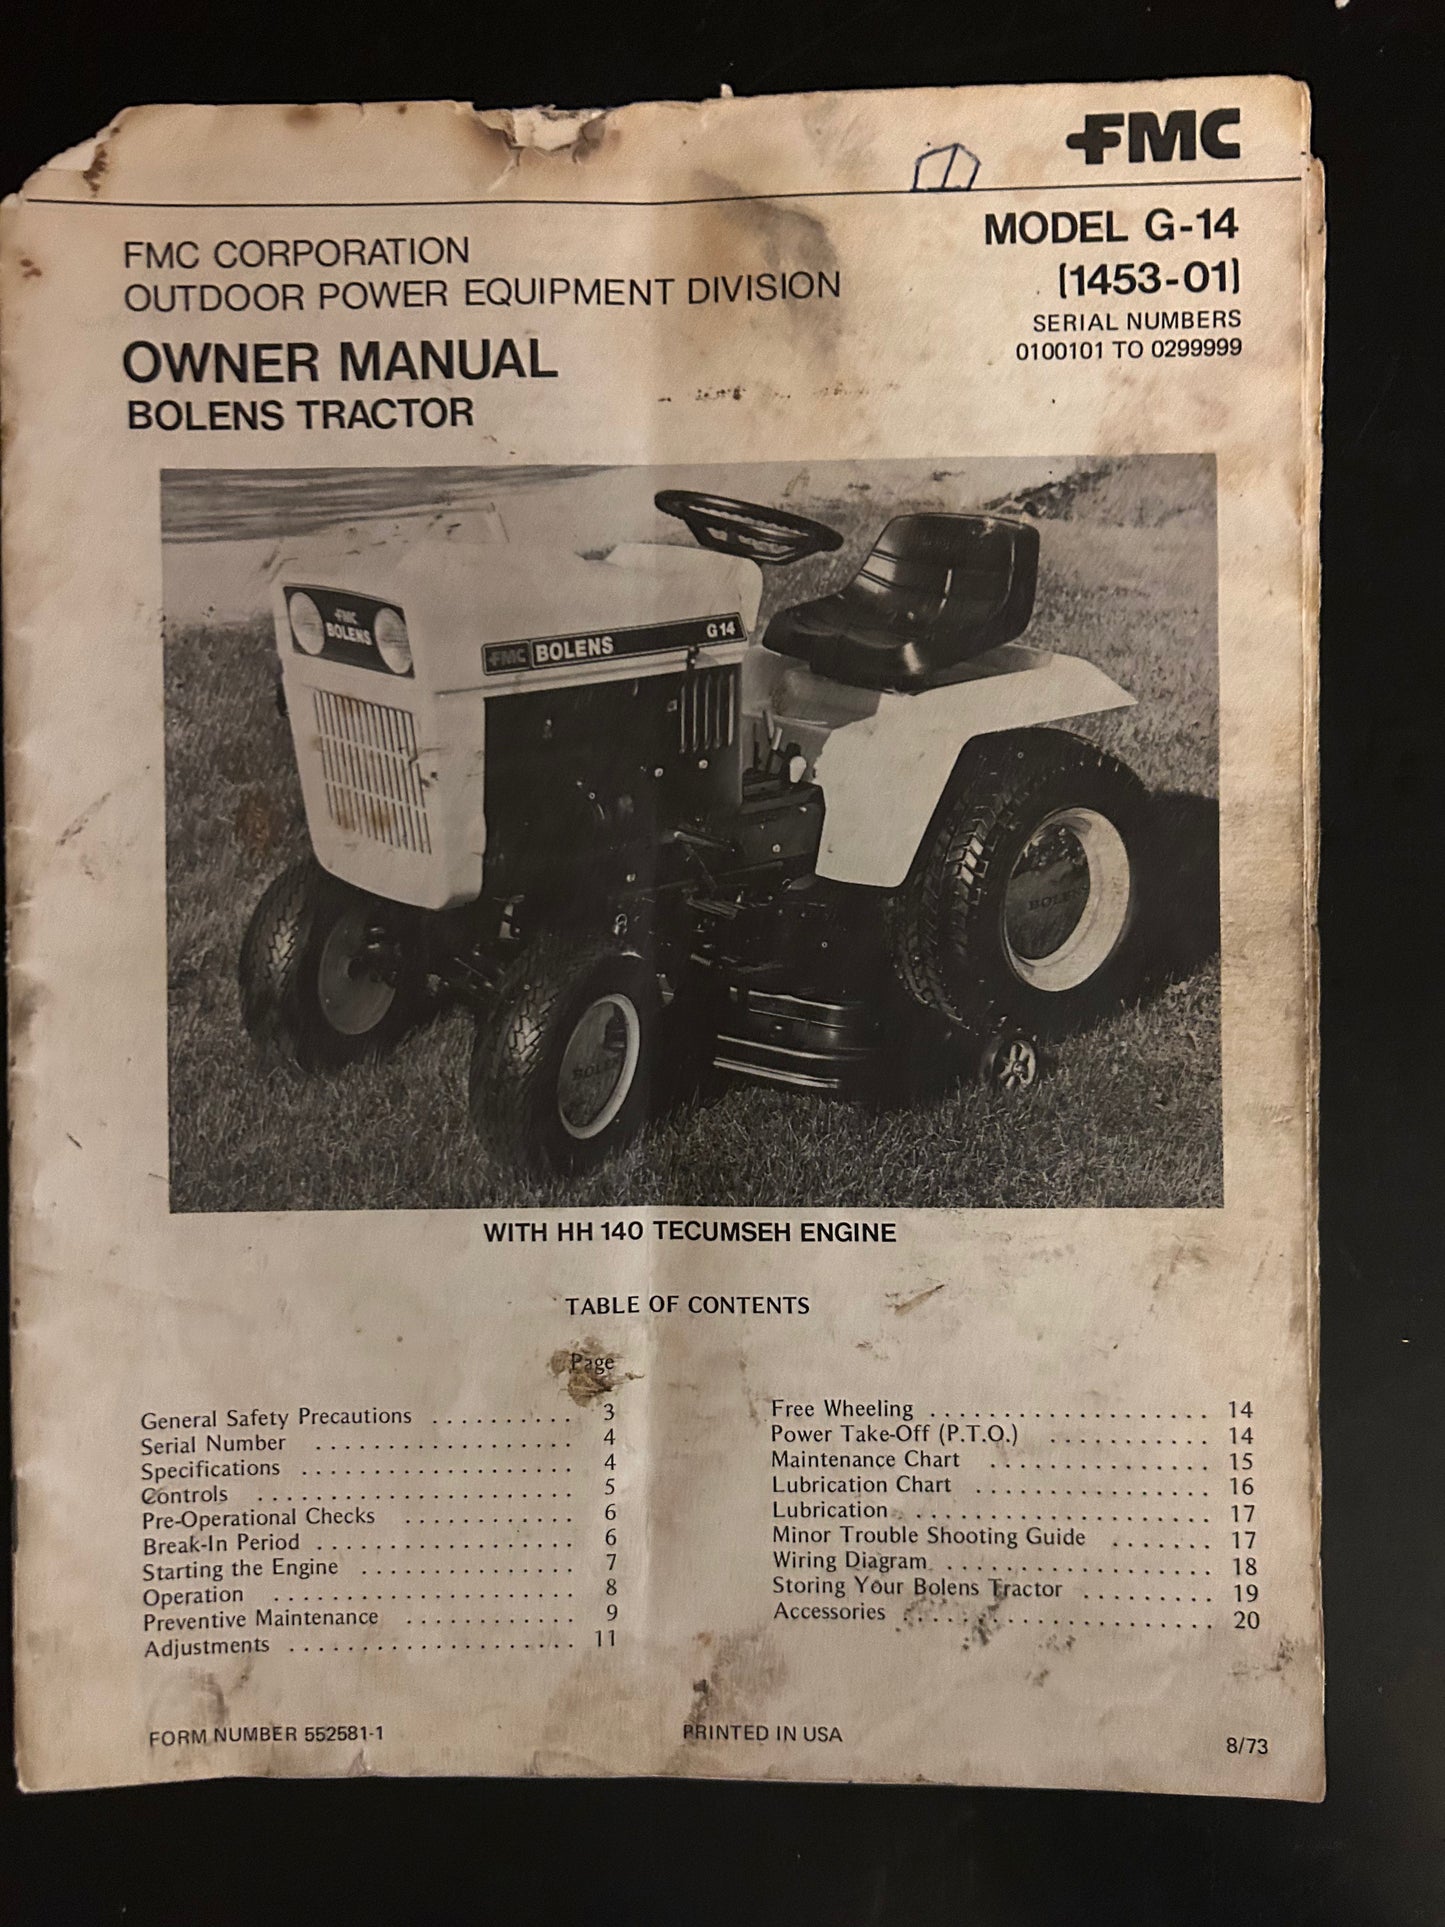 FMC
MODEL G-14
(1453-01)
SERIAL NUMBERS
0100101 TO 0299999
FMC CORPORATION
OUTDOOR POWER EQUIPMENT DIVISION
OWNER MANUAL
BOLENS TRACTOR
FMC
BOLENS
FMC BOLENS G14
BOLENS
BOLENS
WITH HH 140 TECUMSEH ENGINE
TABLE OF CONTENTS
Page
General Safety Precautions . . . . . . . . . . 3
Serial Number . . . . . . . . . . . . . . . . . . 4
Specifications . . . . . . . . . . . . . . . . . . . 4
Controls . . . . . . . . . . . . . . . . . . . . . . 5
Pre-Operational Checks . . . . . . . . . . . . 6
Break-In Period . . . . . . . . . . . . . . . . . . 6
Starting the Engine . . . . . . . . . . . . . . . 7
Operation . . . . . . . . . . . . . . . . . . . . . 8
Preventive Maintenance . . . . . . . . . . . . 9
Adjustments . . . . . . . . . . . . . . . . . . . . 11
Free Wheeling . . . . . . . . . . . . . . . . . . . 14
Power Take-Off (P.T.O.) . . . . . . . . . . . 14
Maintenance Chart . . . . . . . . . . . . . . . 15
Lubrication Chart . . . . . . . . . . . . . . . . 16
Lubrication . . . . . . . . . . . . . . . . . . . . 17
Minor Trouble Shooting Guide . . . . . . . 17
Wiring Diagram . . . . . . . . . . . . . . . . . . 18
Storing Your Bolens Tractor . . . . . . . . . 19
Accessories . . . . . . . . . . . . . . . . . . . . . 20
FORM NUMBER 552581-1
PRINTED IN USA
8/73